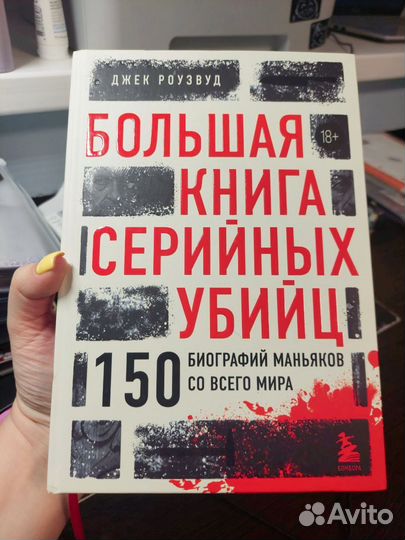 ДЖЕК РОУЗВУД
БОЛЬШАЯ
18+
КНИГА
СЕРИЙНЫХ
УБИЙЦ
150 БИОГРАФИЙ МАНЬЯКОВ
СО ВСЕГО МИРА
БОМБОРА
Avito